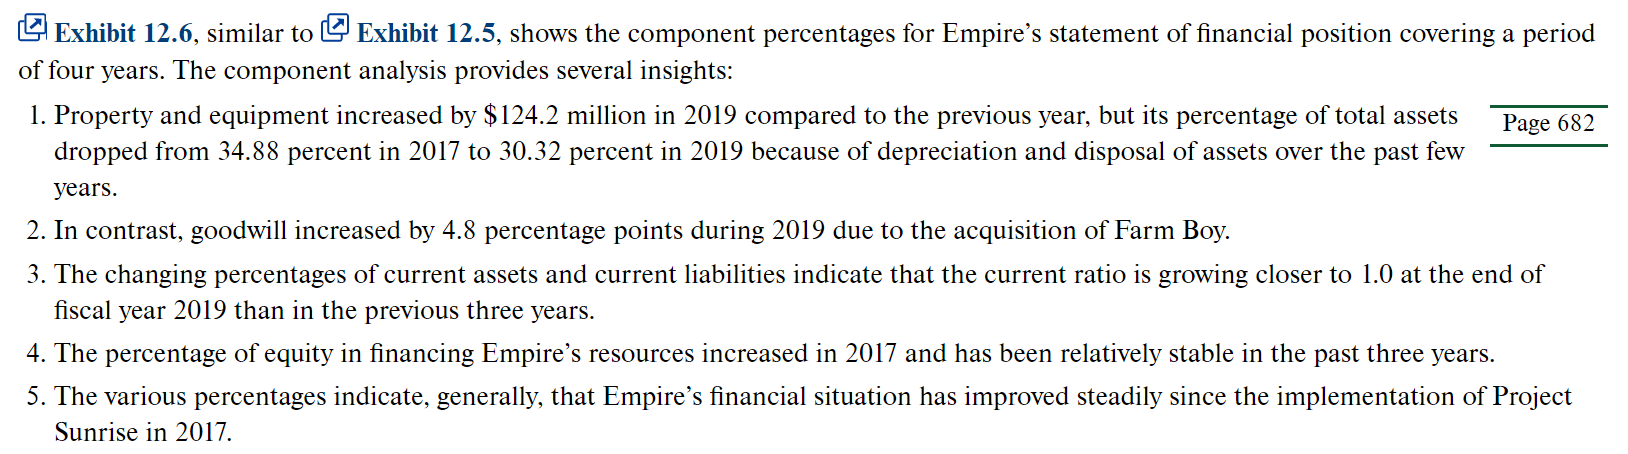 Exhibit 12.6, similar to Exhibit 12.5, shows the component percentages for Empire’s statement of financial position covering a period
of four years. The component analysis provides several insights:
1. Property and equipment increased by $124.2 million in 2019 compared to the previous year, but its percentage of total assets
dropped from 34.88 percent in 2017 to 30.32 percent in 2019 because of depreciation and disposal of assets over the past few
years.
Page 682
2. In contrast, goodwill increased by 4.8 percentage points during 2019 due to the acquisition of Farm Boy.
3. The changing percentages of current assets and current liabilities indicate that the current ratio is growing closer to 1.0 at the end of
fiscal year 2019 than in the previous three years.
4. The percentage of equity in financing Empire’s resources increased in 2017 and has been relatively stable in the past three years.
5. The various percentages indicate, generally, that Empire’s financial situation has improved steadily since the implementation of Project
Sunrise in 2017.